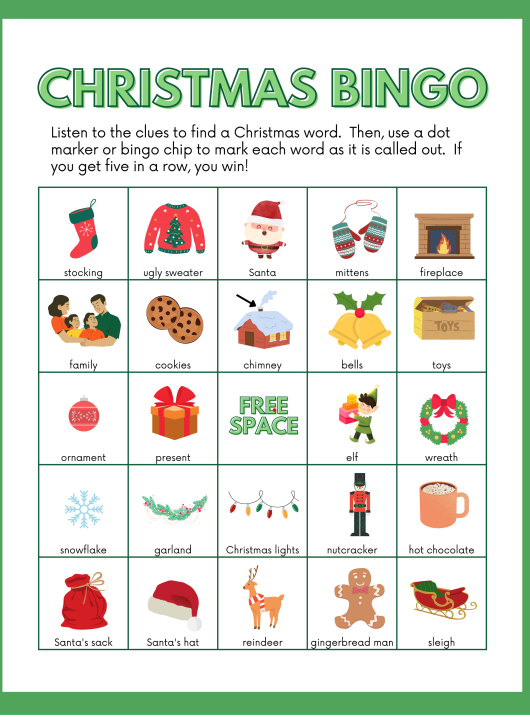 CHRISTMAS BINGO
Listen to the clues to find a Christmas word. Then, use a dot
marker or bingo chip to mark each word as it is called out. If
you get five in a row, you win!
stocking
ugly sweater
Santa
mittens
fireplace
family
cookies
chimney
bells
TOYS
toys
ornament
present
FREE
SPACE
elf
wreath
snowflake
garland
Christmas lights
nutcracker
hot chocolate
Santa's sack
Santa's hat
reindeer
gingerbread man
sleigh